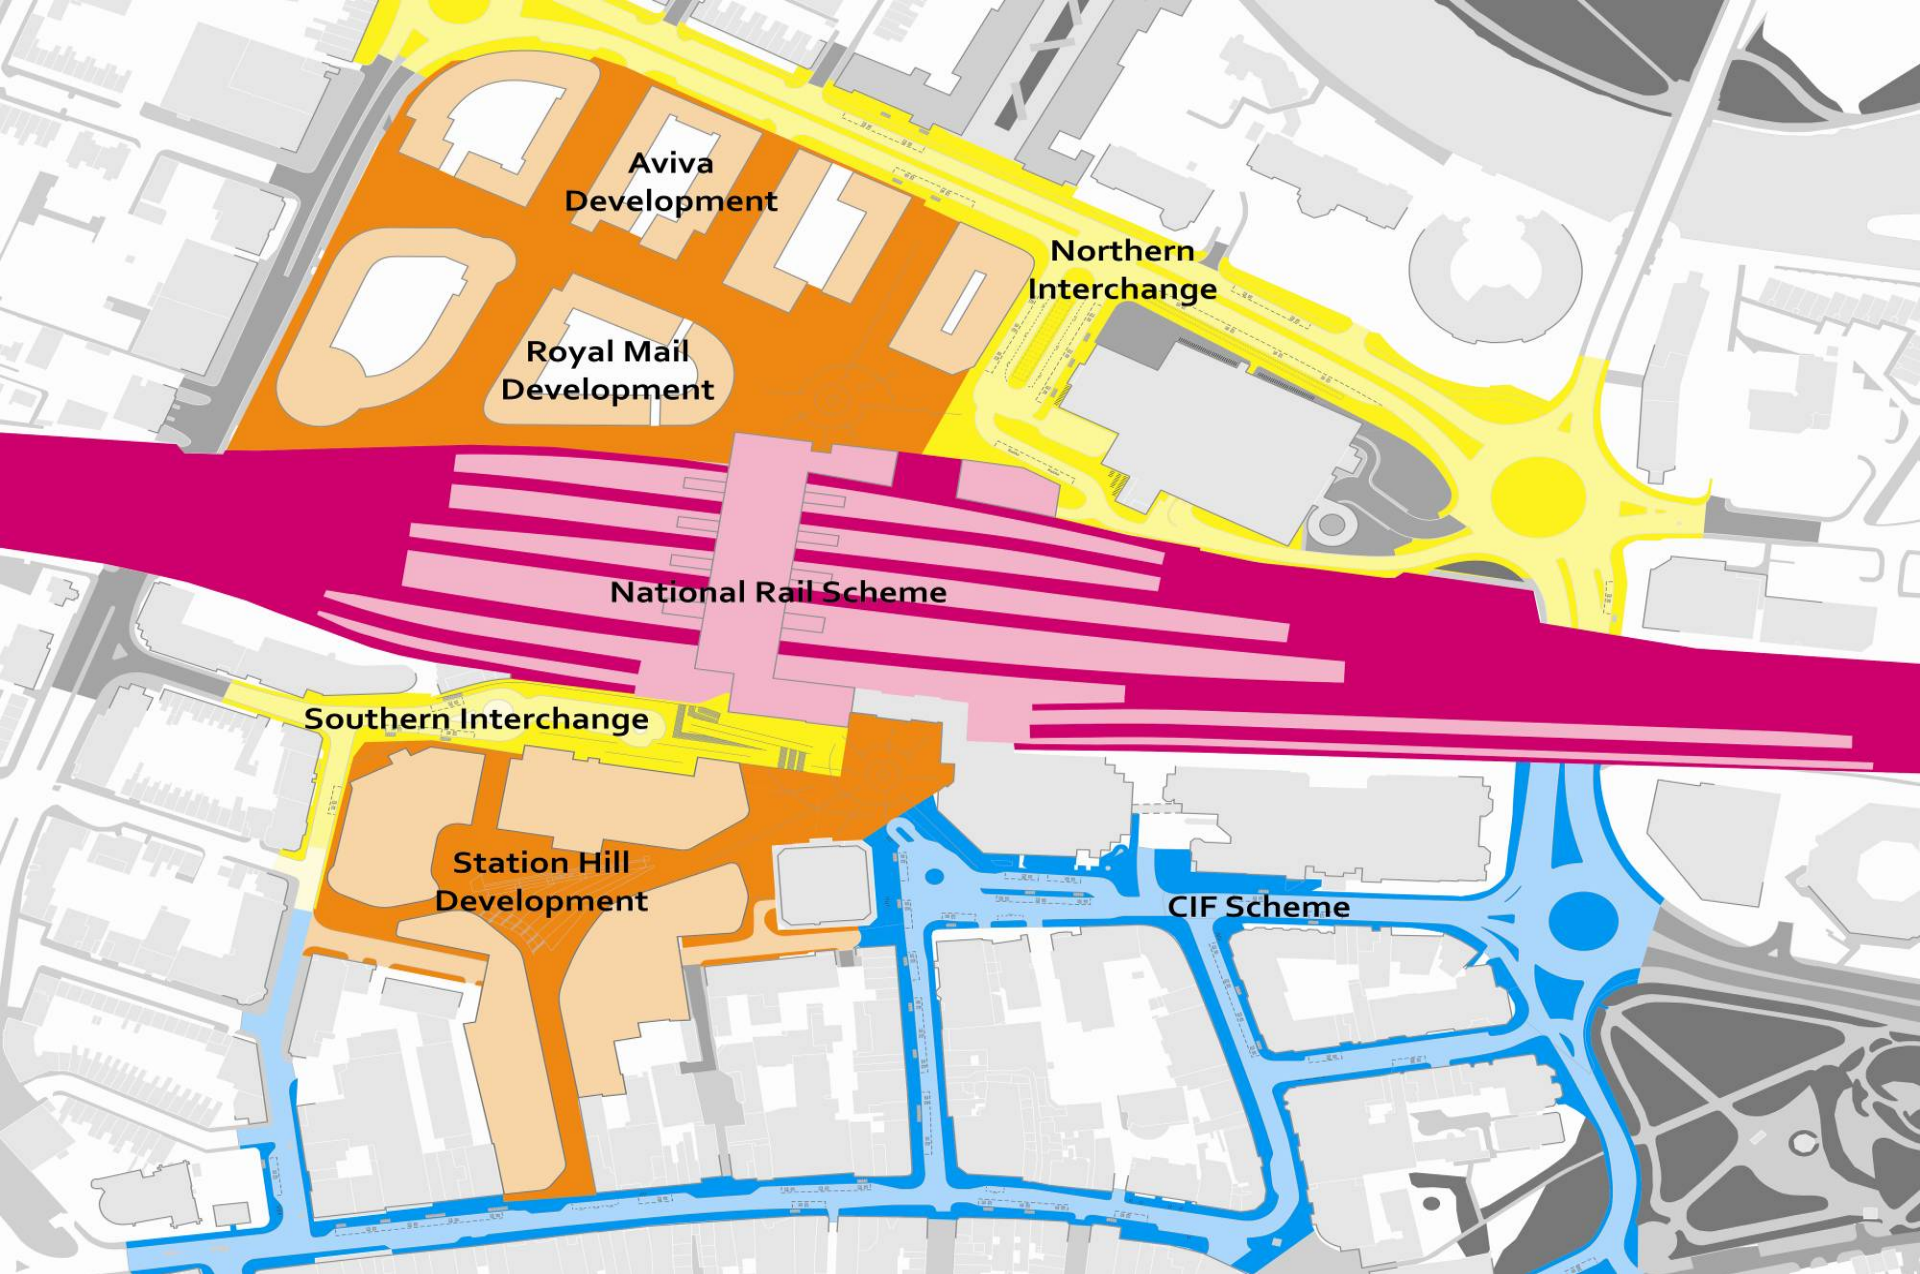 Aviva
Development
Northern
Interchange
Royal Mail
Development
National Rail Scheme
Southern Interchange
Station Hill
Development
CIF Scheme